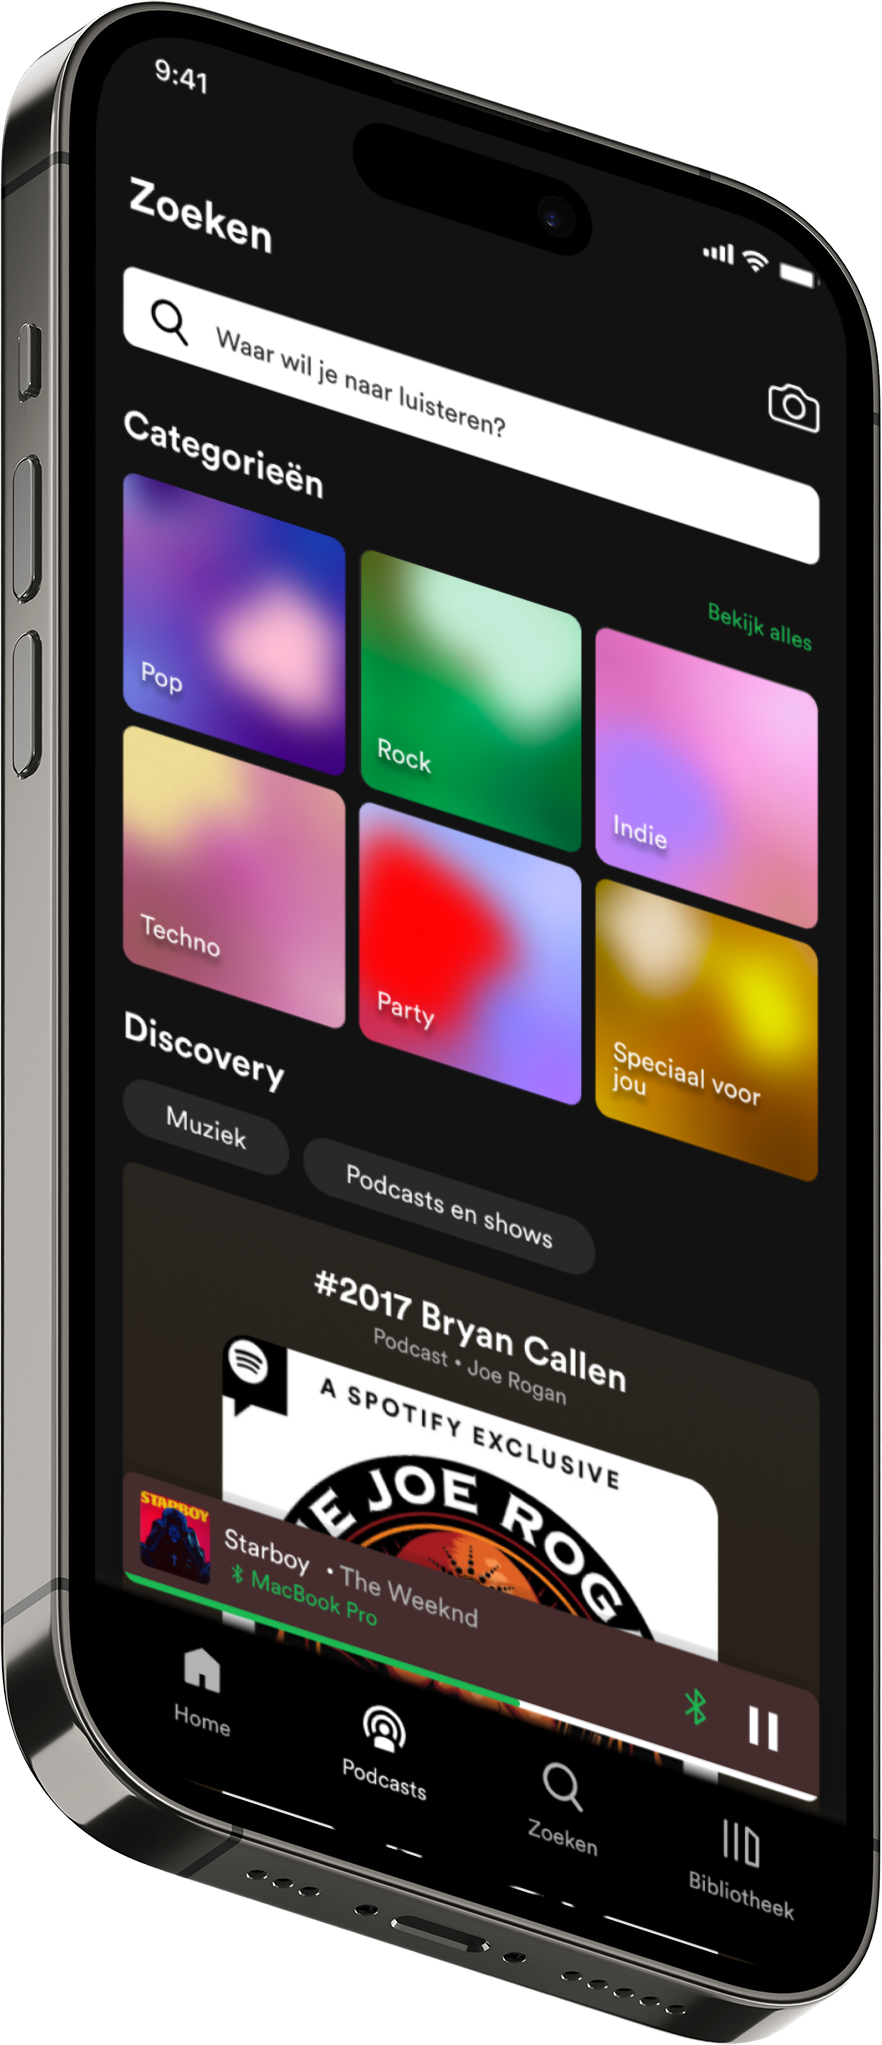 9:41
Zoeken
Waar wil je naar luisteren?
Categorieën
Bekijk alles
Pop
Rock
Indie
Techno
Party
Speciaal voor
jou
Discovery
Muziek
Podcasts en shows
#2017 Bryan Callen
Podcast • Joe Rogan
A SPOTIFY EXCLUSIVE
JOE
STARBOY
Starboy • The Weeknd
MacBook Pro
Home
Podcasts
Zoeken
Bibliotheek